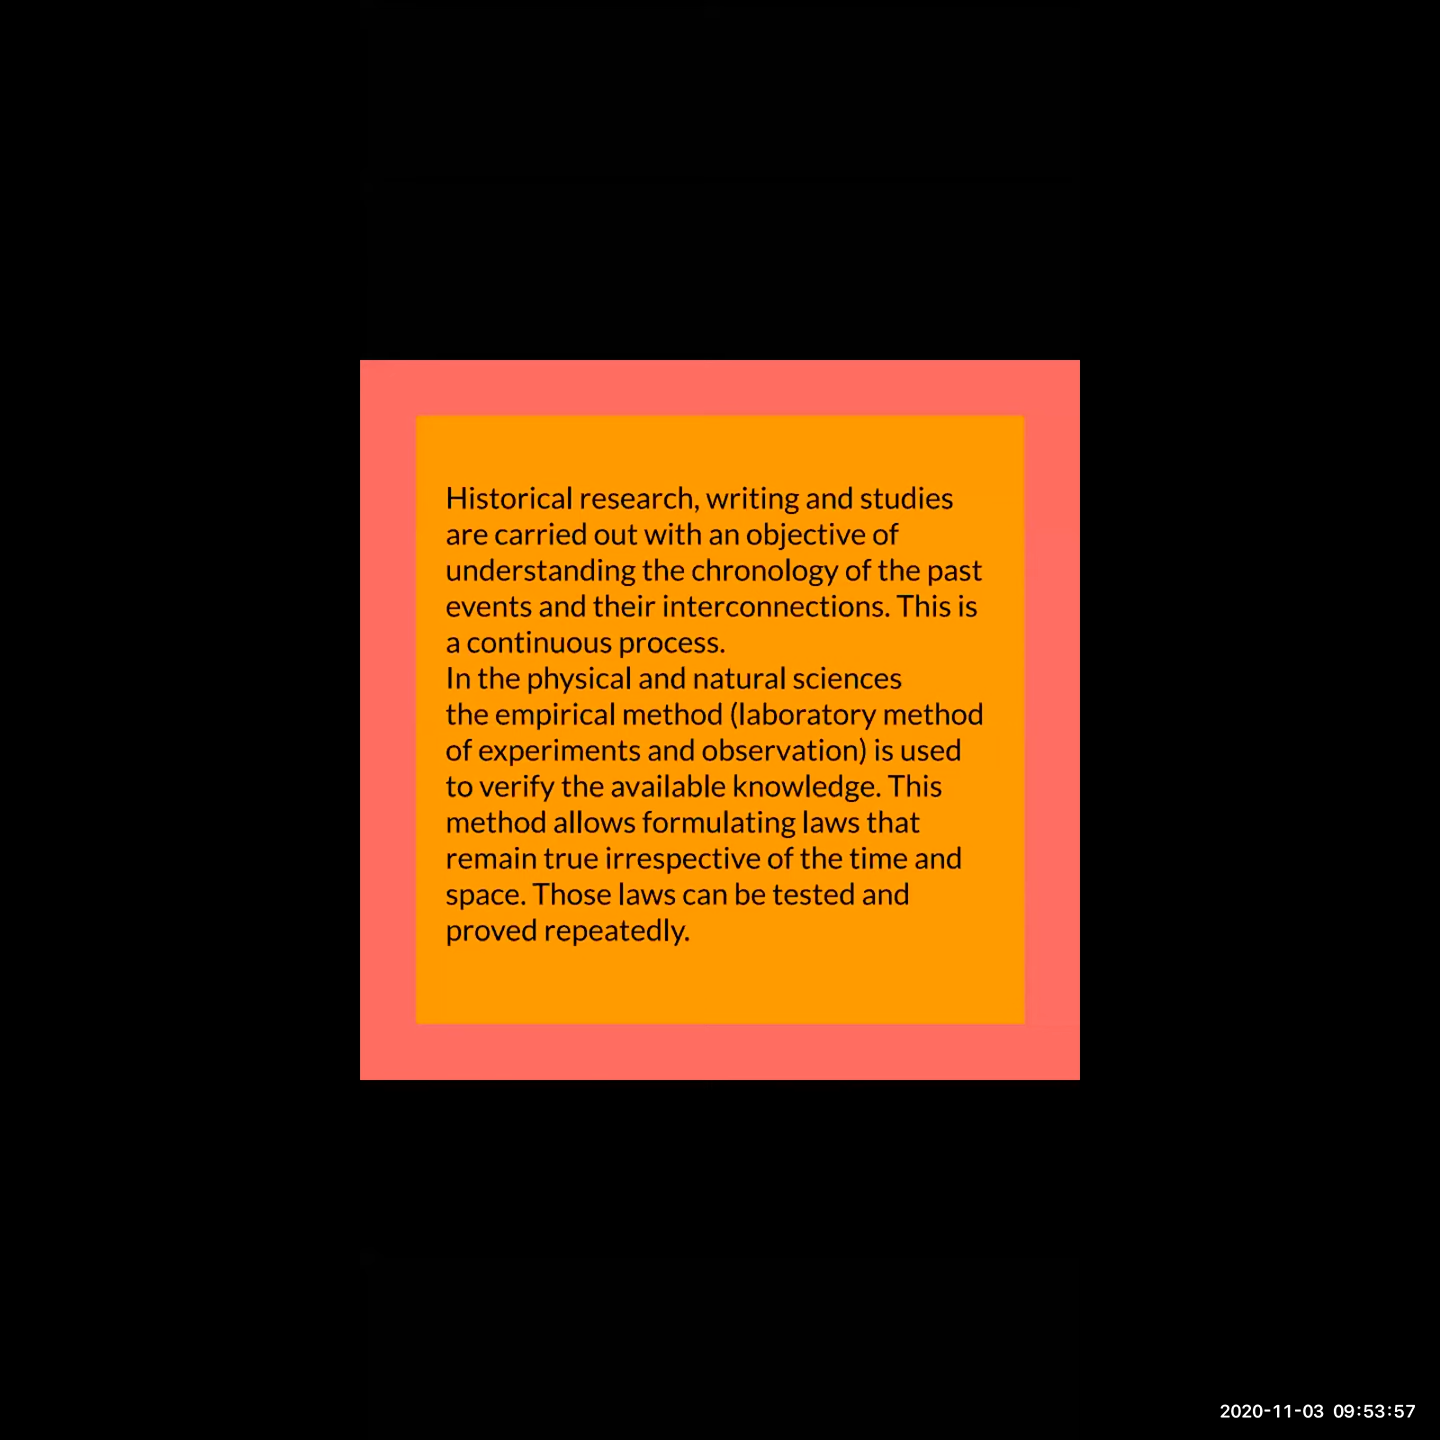 Historical research, writing and studies
are carried out with an objective of
understanding the chronology of the past
events and their interconnections. This is
a continuous process.
In the physical and natural sciences
the empirical method (laboratory method
of experiments and observation) is used
to verify the available knowledge. This
method allows formulating laws that
remain true irrespective of the time and
space. Those laws can be tested and
proved repeatedly.
2020-11-03 09:53:57